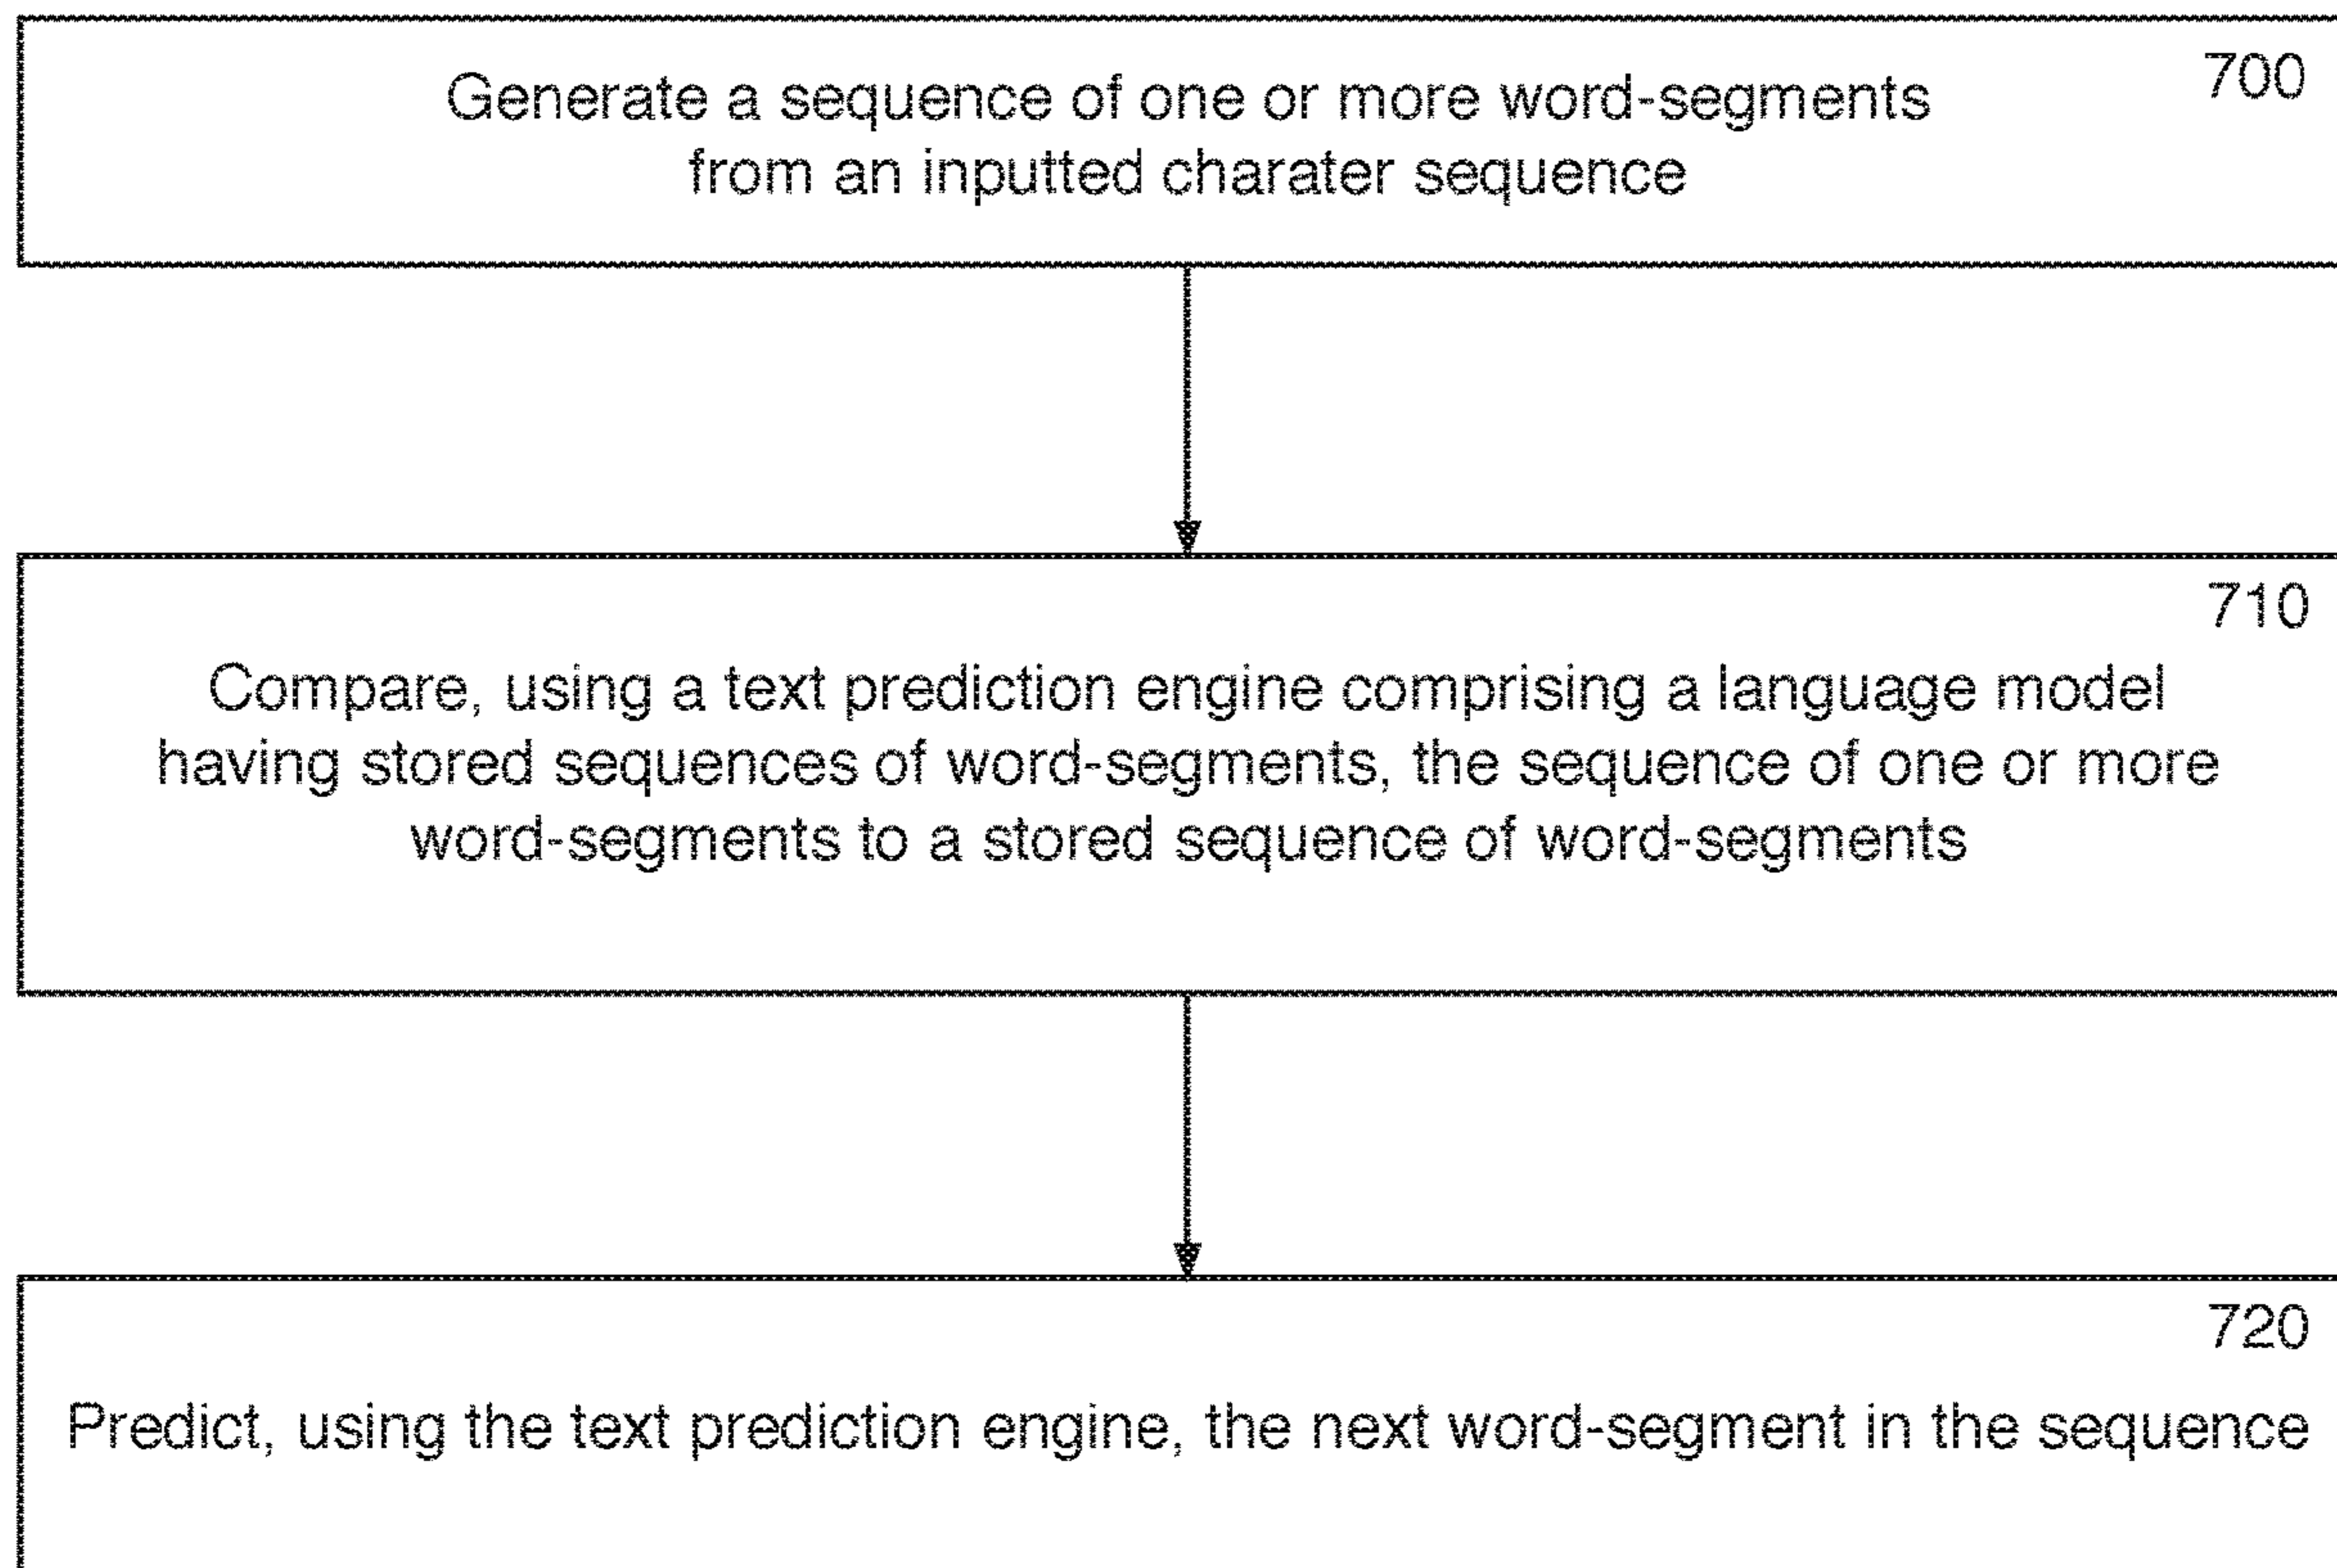 700
Generate a sequence of one or more word-segments
from an inputted charater sequence
710
Compare, using a text prediction engine comprising a language model
having stored sequences of word-segments, the sequence of one or more
word-segments to a stored sequence of word-segments
720
Predict, using the text prediction engine, the next word-segment in the sequence